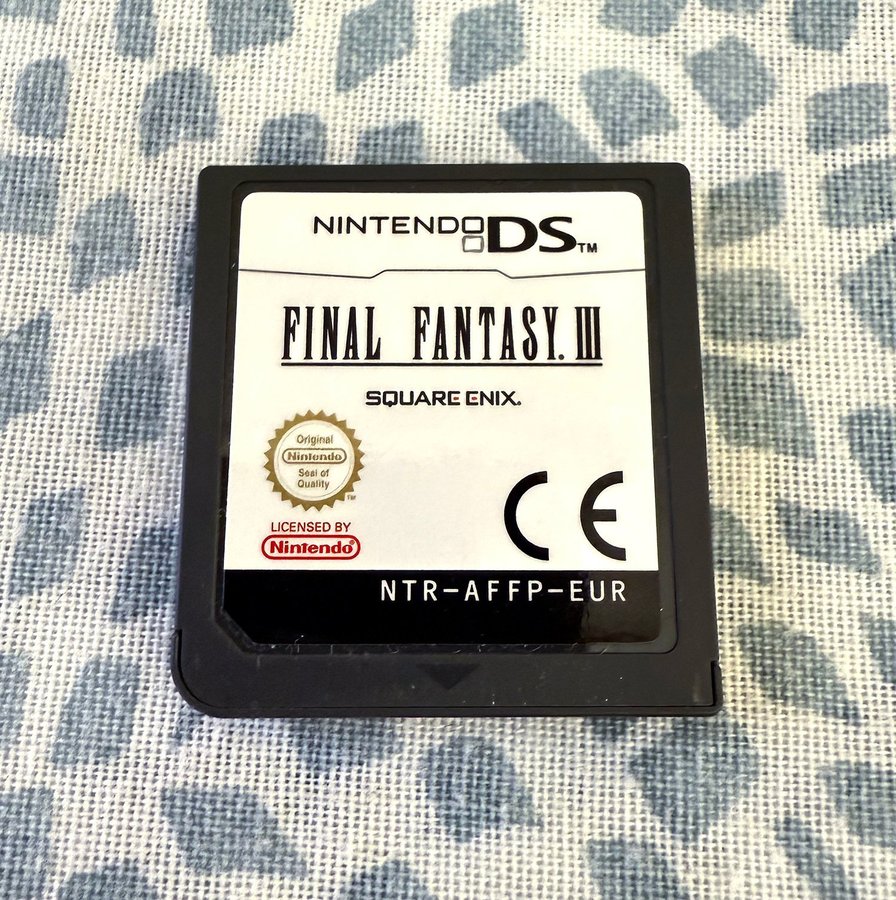 NINTENDO DS™
FINAL FANTASY. III
SQUARE ENIX.
Original
Nintendo
Seal of
Quality
TM
LICENSED BY
Nintendo®
CE
NTR-AFFP-EUR